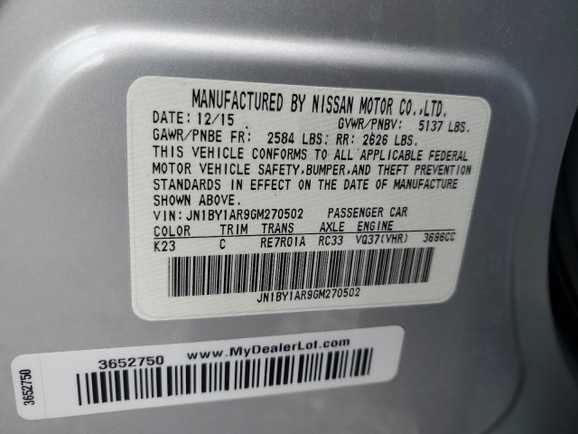 MANUFACTURED BY NISSAN MOTOR CO.,LTD.
DATE: 12/15 GVWR/PNBV: 5137 LBS.
GAWR/PNBE FR: 2584 LBS: RR: 2626 LBS.
THIS VEHICLE CONFORMS TO ALL APPLICABLE FEDERAL
MOTOR VEHICLE SAFETY,BUMPER,AND THEFT PREVENTION
STANDARDS IN EFFECT ON THE DATE OF MANUFACTURE
SHOWN ABOVE.
VIN: JN1BY1AR9GM270502 PASSENGER CAR
COLOR TRIM TRANS AXLE ENGINE
K23 C RE7R01A RC33 VQ37(VHR) 3696CC
JN1BY1AR9GM270502
3652750
3652750
www.MyDealerLot.com